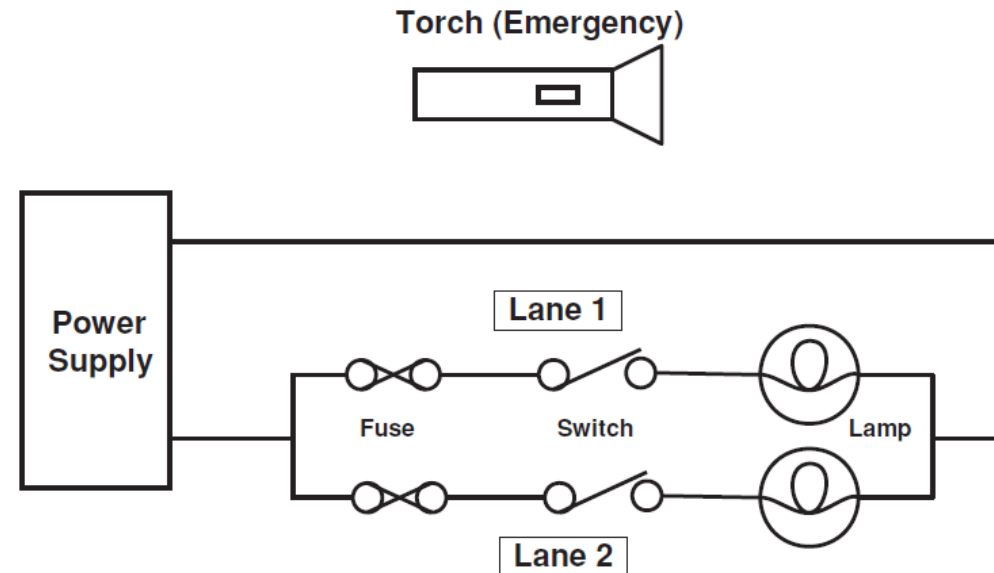 Torch (Emergency)
Power
Supply
Lane 1
Fuse
Switch
Lamp
Lane 2